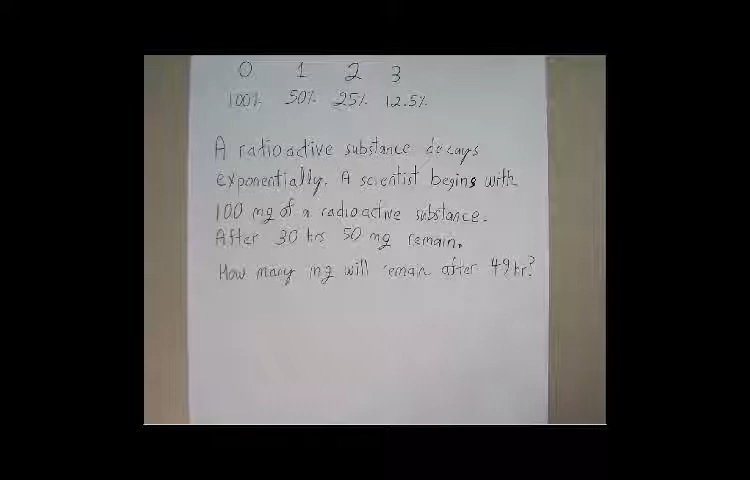 0 1 2 3
100% 50% 25% 12.5%
A radioactive substance decays
exponentially. A scientist begins with
100 mg of a radioactive substance.
After 30 hrs 50 mg remain.
How many mg will remain after 49 hr?